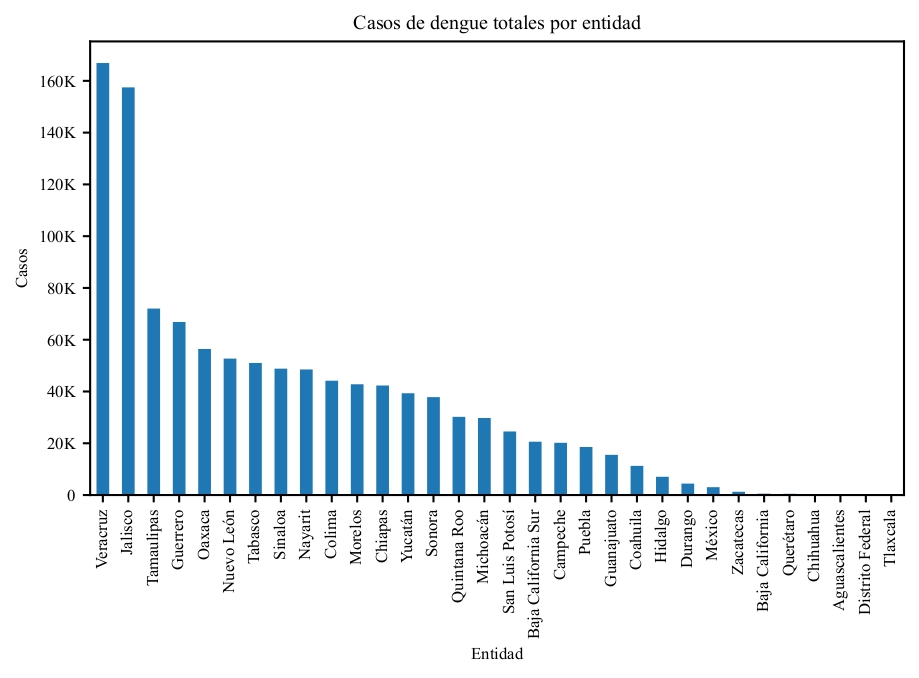 Casos de dengue totales por entidad
Casos
160K
140K
120K
100K
80K
60K
40K
20K
0
Veracruz
Jalisco
Tamaulipas
Guerrero
Oaxaca
Nuevo León
Tabasco
Sinaloa
Nayarit
Colima
Morelos
Chiapas
Yucatán
Sonora
Quintana Roo
Michoacán
San Luis Potosí
Baja California Sur
Campeche
Puebla
Guanajuato
Coahuila
Hidalgo
Durango
México
Zacatecas
Baja California
Querétaro
Chihuahua
Aguascalientes
Distrito Federal
Tlaxcala
Entidad